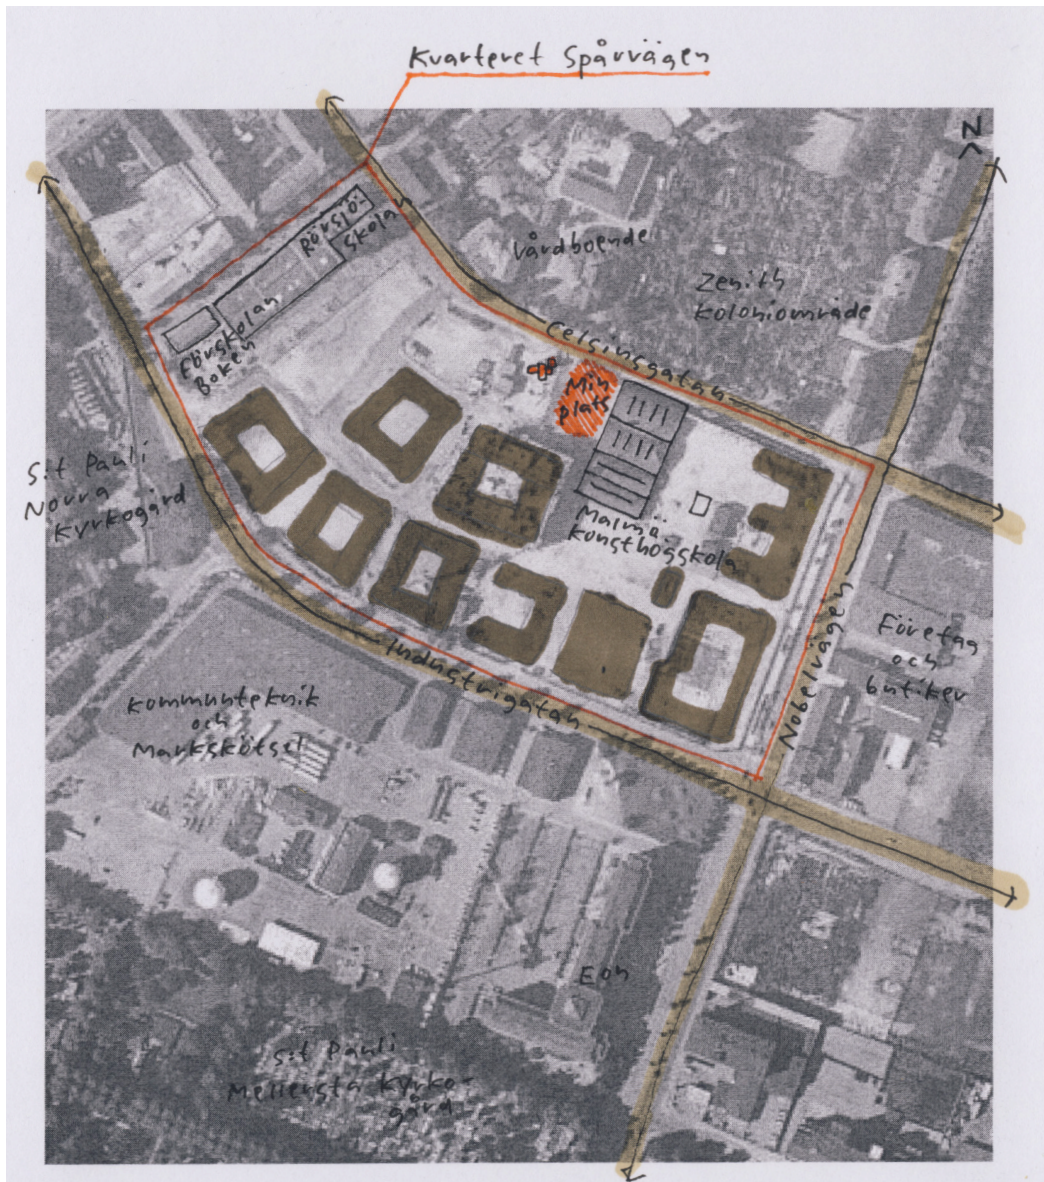 Kvarteret Spårvägen
N
Rörsjö-
skolan
Vårdboende
Zenith
Koloniområde
Förskolan
Boken
Celsiusgatan
Min
plats
S:t Pauli
Norra
Kyrkogård
Malmö
Konsthögskola
Företag
och
butiker
Nobelvägen
Industrigatan
Kommunteknik
och
Markskötsel
Eon
S:t Pauli
Mellersta Kyrko-
gård